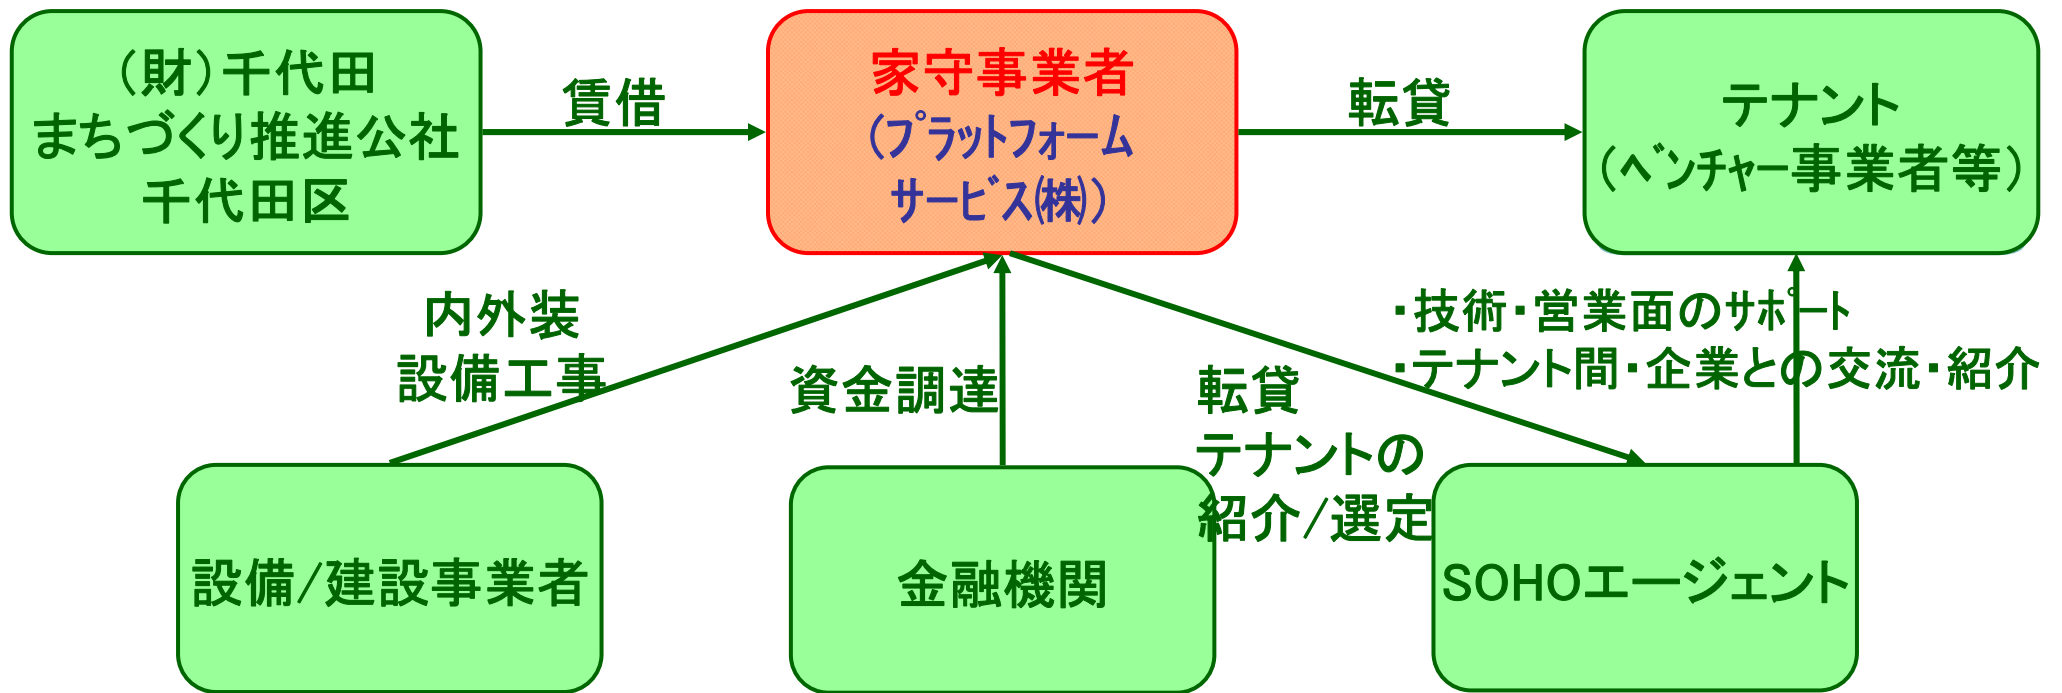 （財）千代田
まちづくり推進公社
千代田区
賃借
家守事業者
（ﾌﾟﾗｯﾄﾌｫｰﾑ
ｻｰﾋﾞｽ㈱）
転貸
テナント
（ﾍﾞﾝﾁｬｰ事業者等）
内外装
設備工事
資金調達
転貸
テナントの
紹介/選定
・技術・営業面のｻﾎﾟｰﾄ
・ﾃﾅﾝﾄ間・企業との交流・紹介
設備/建設事業者
金融機関
SOHOエージェント